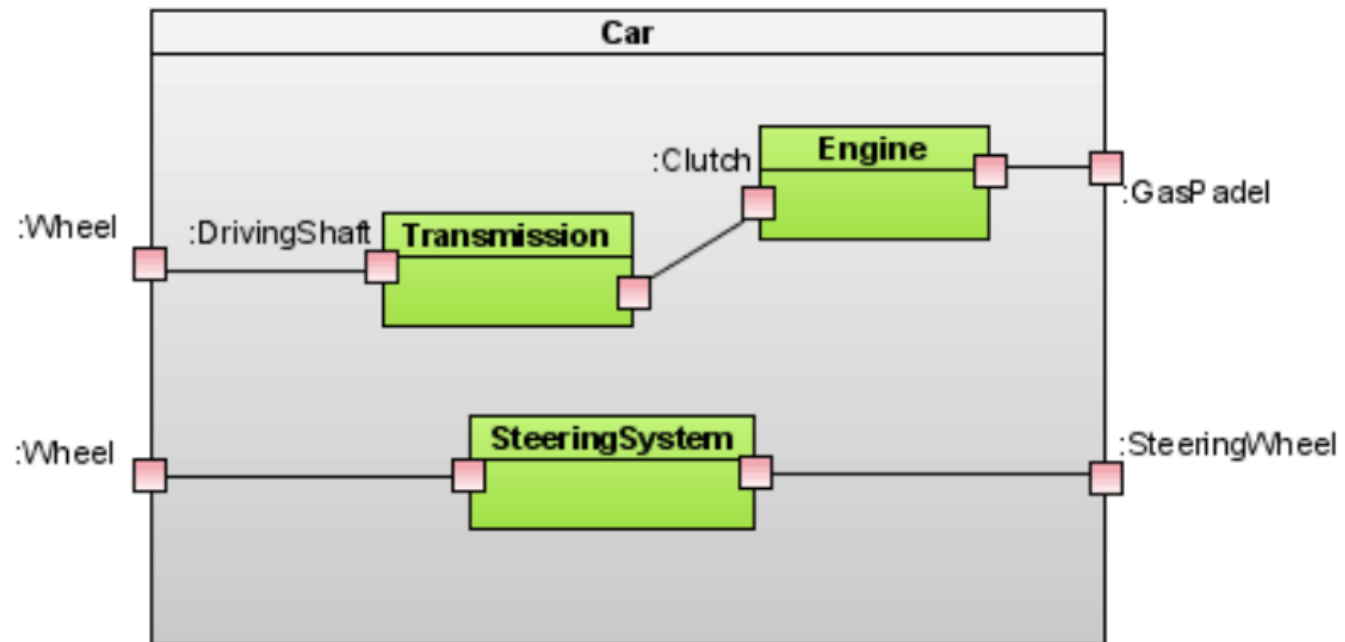 Car
:Clutch
Engine
:GasPadel
:Wheel
:DrivingShaft
Transmission
:Wheel
SteeringSystem
:SteeringWheel